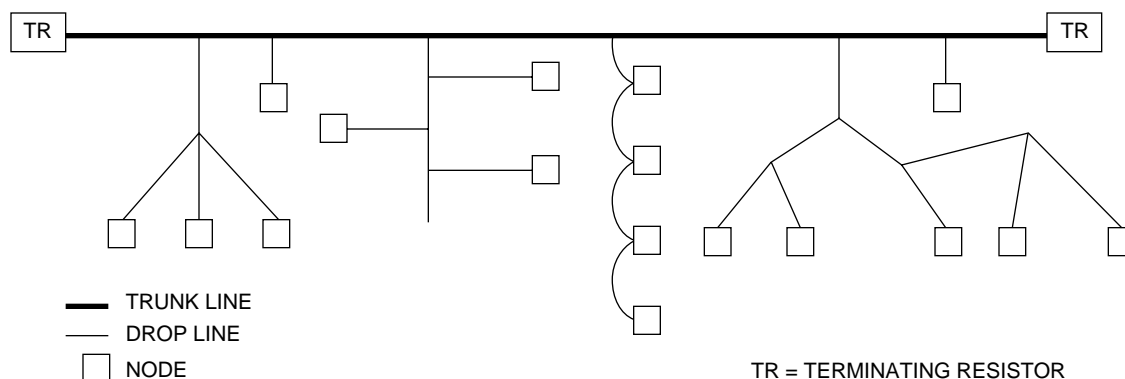 TR
TR
TRUNK LINE
DROP LINE
NODE
TR = TERMINATING RESISTOR